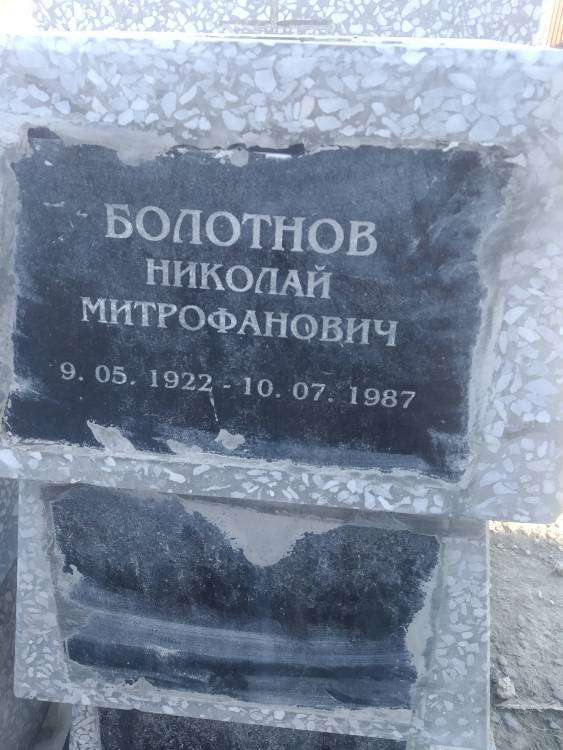 БОЛОТНОВ
НИКОЛАЙ
МИТРОФАНОВИЧ
9. 05. 1922 - 10. 07. 1987